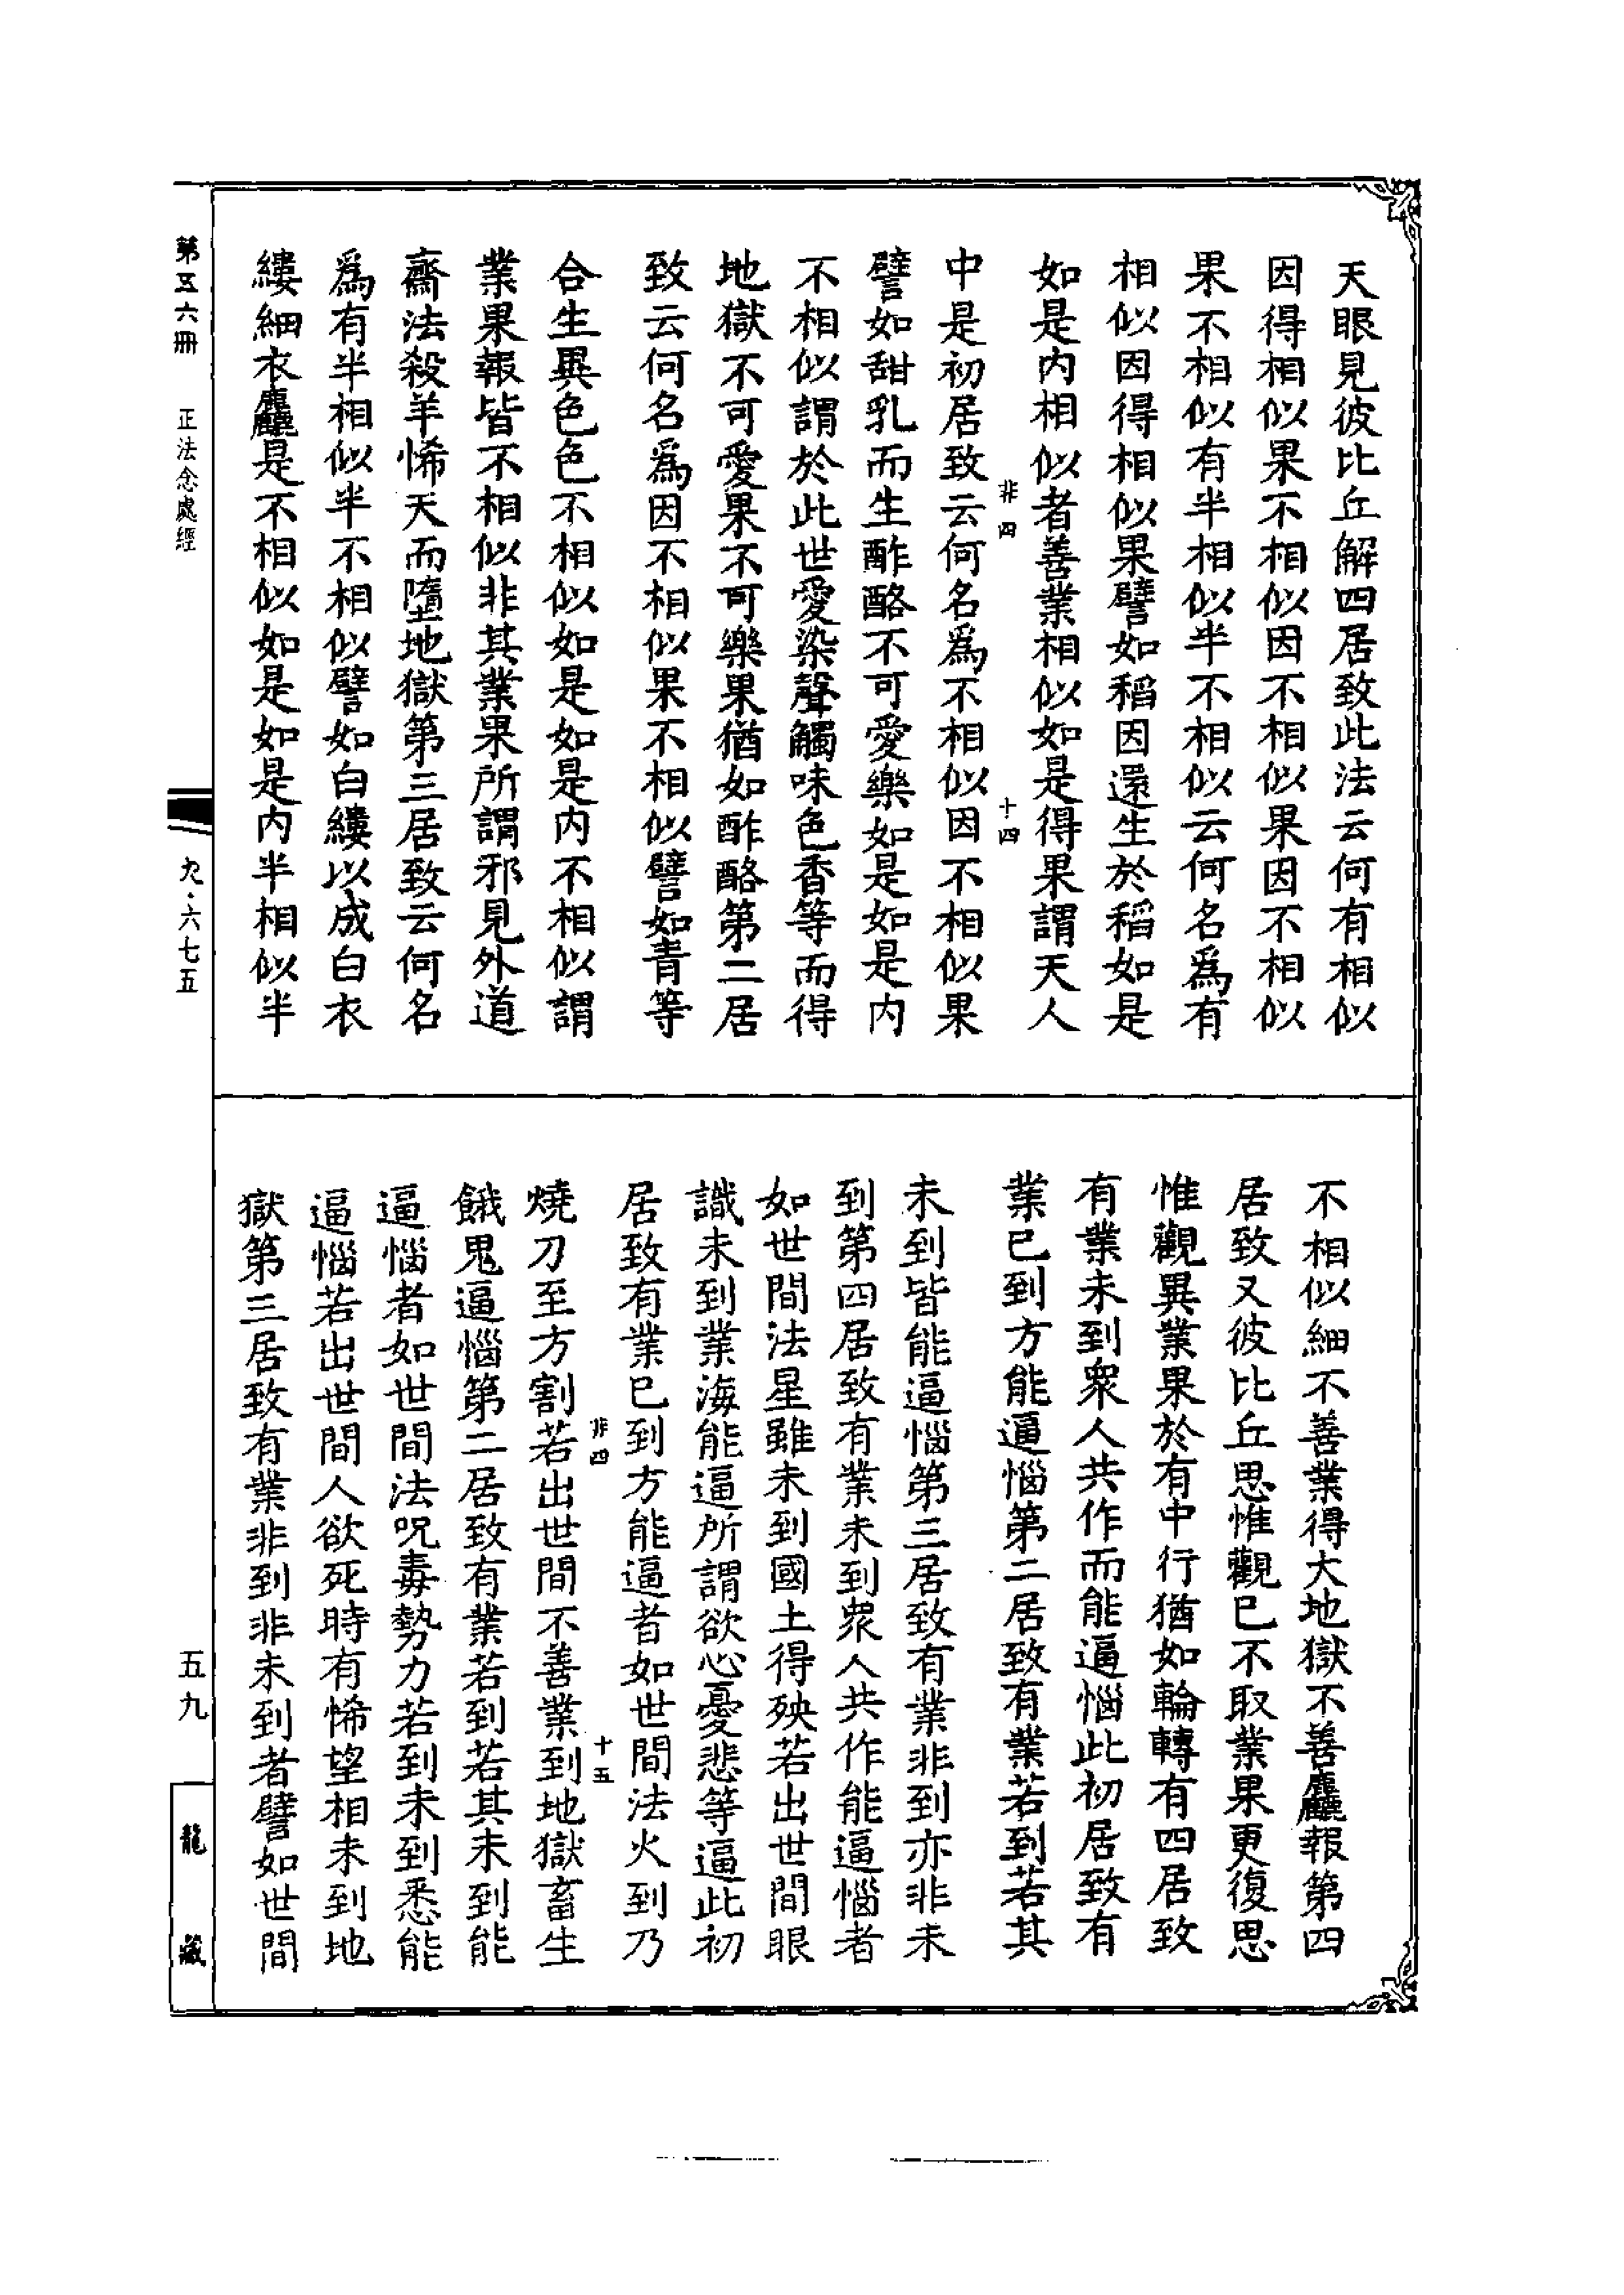 天眼見彼比丘解四居致此法云何有相似
因得相似果不相似因不相似果因不相似
果不相似有半相似半不相似云何名爲有
相似因得相似果譬如稻因還生於稻如是
如是內相似者善業相似如是得果謂天人
非四
十四
中是初居致云何名爲不相似因不相似果
譬如甜乳而生酢酪不可愛樂如是如是內
不相似謂於此世愛染聲觸味色香等而得
地獄不可愛果不可樂果猶如酢酪第二居
致云何名爲因不相似果不相似譬如青等
合生異色色不相似如是如是內不相似謂
業果報皆不相似非其業果所謂邪見外道
齋法殺羊悕天而墮地獄第三居致云何名
爲有半相似半不相似譬如白縷以成白衣
縷細衣麤是不相似如是如是內半相似半
不相似細不善業得大地獄不善麤報第四
居致又彼比丘思惟觀已不取業果更復思
惟觀異業果於有中行猶如輪轉有四居致
有業未到衆人共作而能逼惱此初居致有
業已到方能逼惱第二居致有業若到若其
未到皆能逼惱第三居致有業非到亦非未
到第四居致有業未到衆人共作能逼惱者
如世間法星雖未到國土得殃若出世間眼
識未到業海能逼所謂欲心憂悲等逼此初
居致有業已到方能逼者如世間法火到乃
非四
十五
燒刀至方割若出世間不善業到地獄畜生
餓鬼逼惱第二居致有業若到若其未到能
逼惱者如世間法呪毒勢力若到未到悉能
逼惱若出世間人欲死時有悕望相未到地
獄第三居致有業非到非未到者譬如世間
第五六冊 正法念處經
九·六七五
五九
龍藏